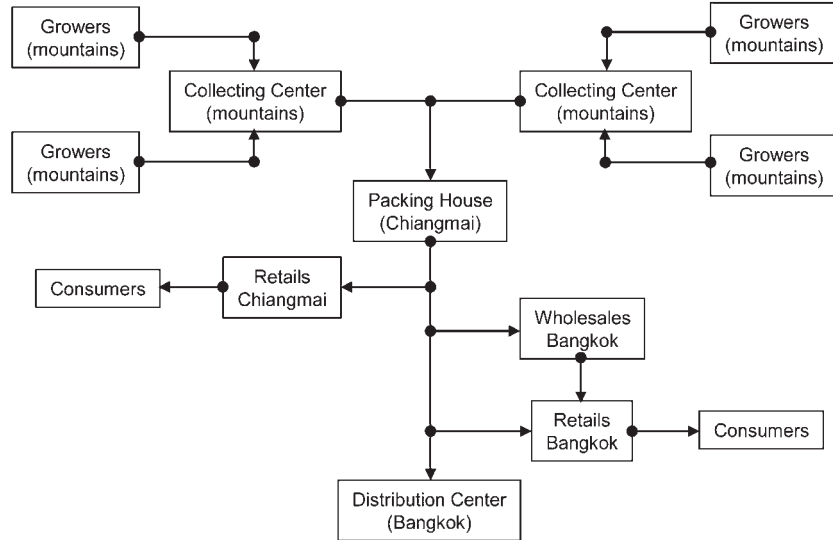 Growers
(mountains)
Growers
(mountains)
Collecting Center
(mountains)
Collecting Center
(mountains)
Growers
(mountains)
Growers
(mountains)
Packing House
(Chiangmai)
Consumers
Retails
Chiangmai
Wholesales
Bangkok
Retails
Bangkok
Consumers
Distribution Center
(Bangkok)